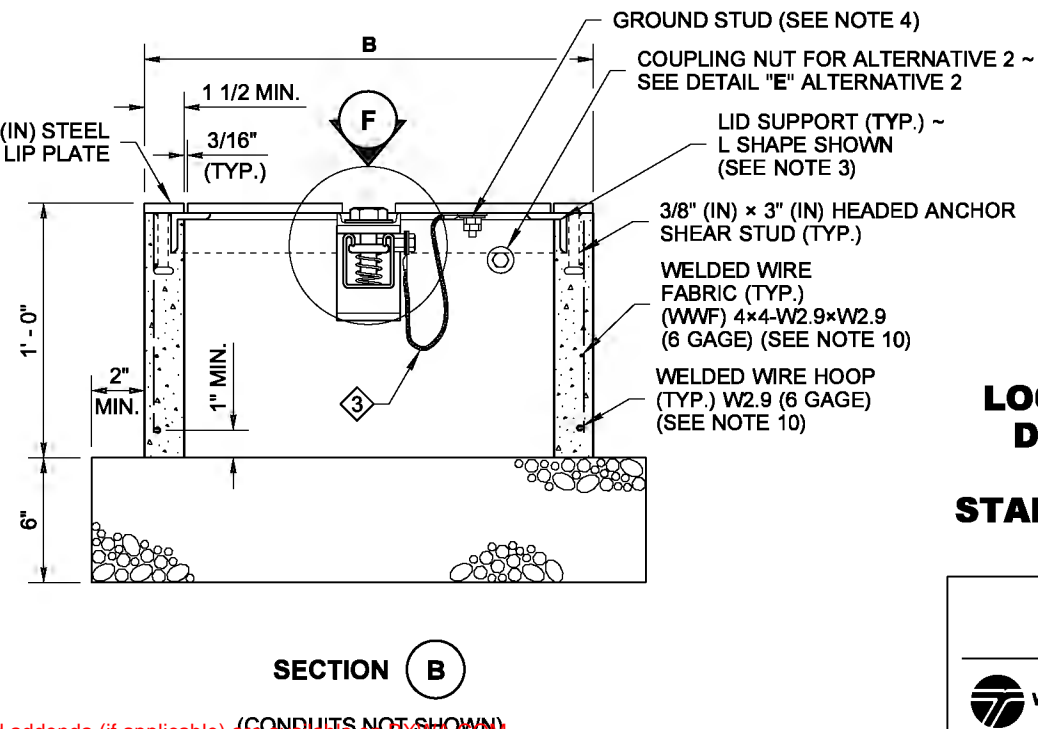 GROUND STUD (SEE NOTE 4)
B
COUPLING NUT FOR ALTERNATIVE 2 ~
SEE DETAIL "E" ALTERNATIVE 2
1 1/2 MIN.
F
LID SUPPORT (TYP.) ~
L SHAPE SHOWN
(SEE NOTE 3)
(IN) STEEL
LIP PLATE
3/16"
(TYP.)
3/8" (IN) × 3" (IN) HEADED ANCHOR
SHEAR STUD (TYP.)
WELDED WIRE
FABRIC (TYP.)
(WWF) 4×4-W2.9×W2.9
(6 GAGE) (SEE NOTE 10)
1' - 0"
2"
MIN.
1" MIN.
3
WELDED WIRE HOOP
(TYP.) W2.9 (6 GAGE)
(SEE NOTE 10)
6"
SECTION B
(CONDUITS NOT SHOWN)
addenda (if applicable)